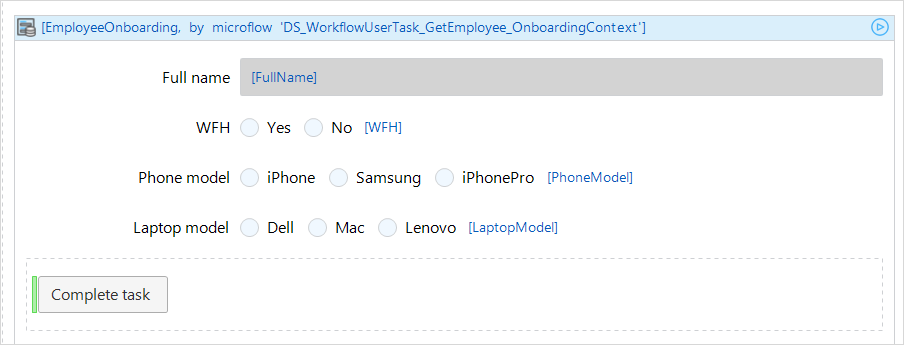 [EmployeeOnboarding, by microflow 'DS_WorkflowUserTask_GetEmployee_OnboardingContext']
Full name [FullName]
WFH Yes No [WFH]
Phone model iPhone Samsung iPhonePro [PhoneModel]
Laptop model Dell Mac Lenovo [LaptopModel]
Complete task